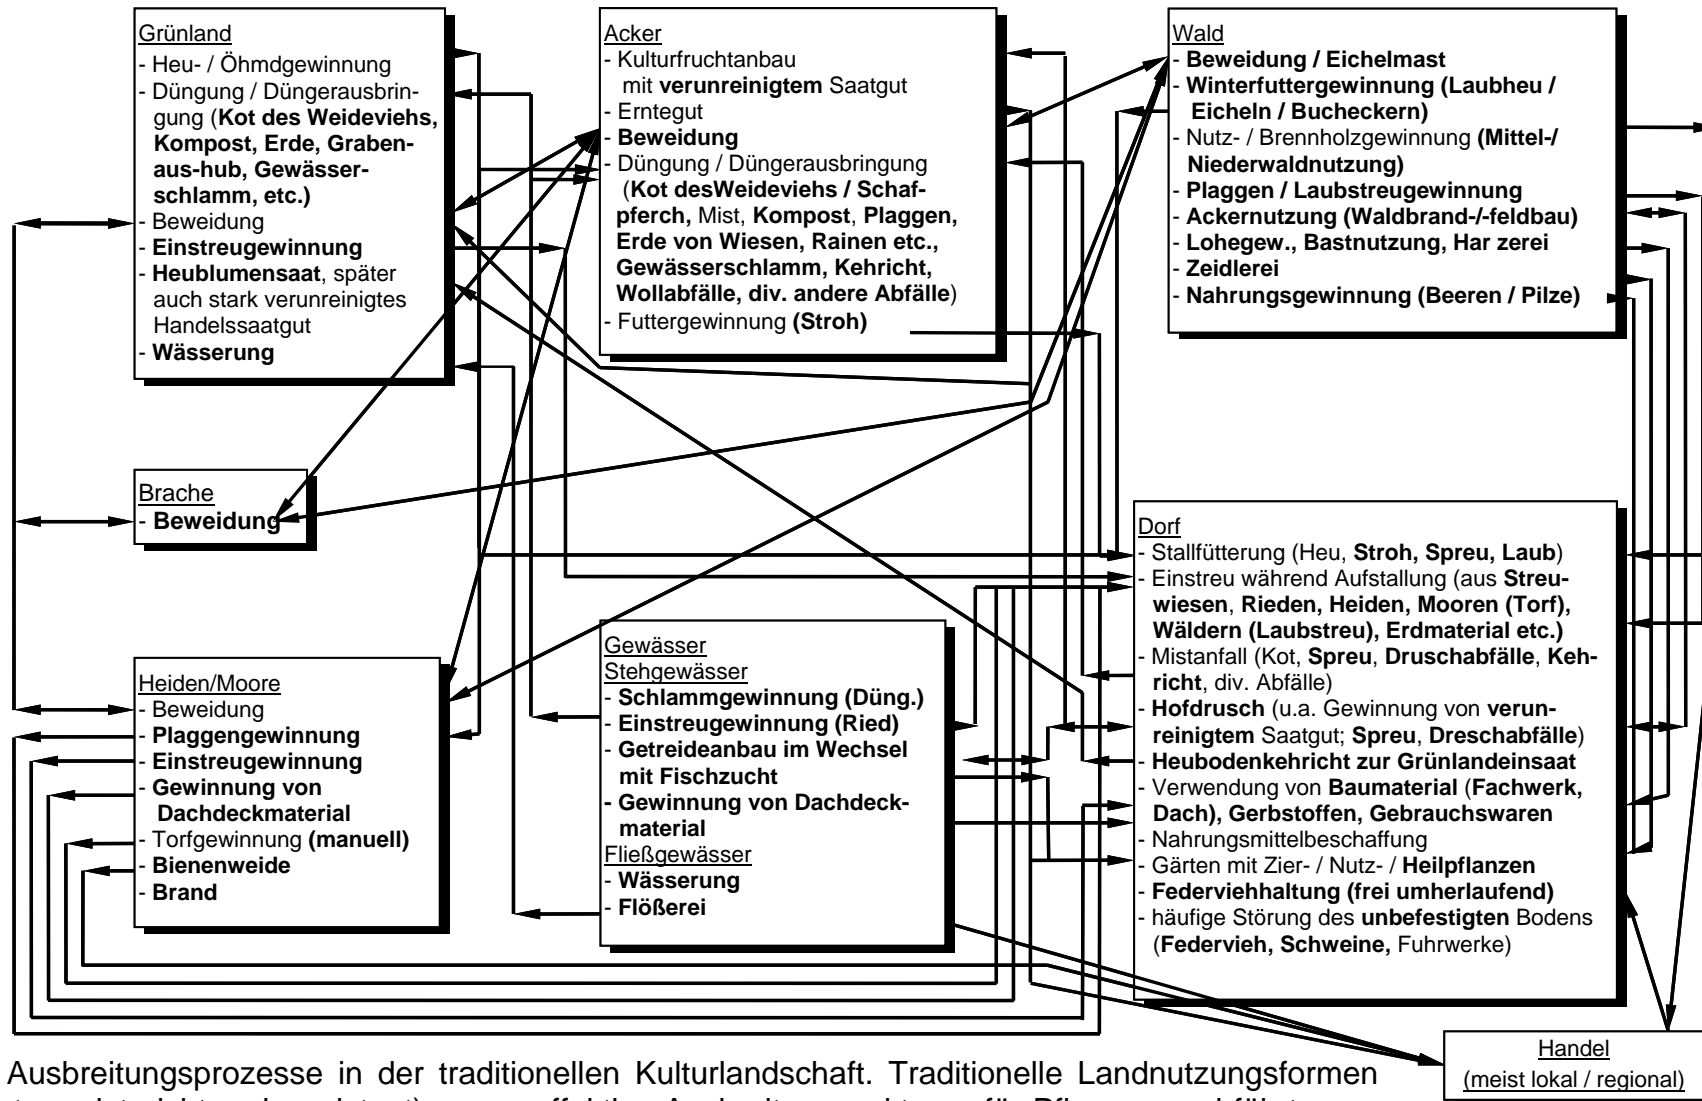 Grünland
- Heu- / Öhmdgewinnung
- Düngung / Düngerausbrin-
gung (Kot des Weideviehs,
Kompost, Erde, Graben-
aus-hub, Gewässer-
schlamm, etc.)
- Beweidung
- Einstreugewinnung
- Heublumensaat, später
auch stark verunreinigtes
Handelssaatgut
- Wässerung
Acker
- Kulturfruchtanbau
mit verunreinigtem Saatgut
- Erntegut
- Beweidung
- Düngung / Düngerausbringung
(Kot desWeideviehs / Schaf-
pferch, Mist, Kompost, Plaggen,
Erde von Wiesen, Rainen etc.,
Gewässerschlamm, Kehricht,
Wollabfälle, div. andere Abfälle)
- Futtergewinnung (Stroh)
Wald
- Beweidung / Eichelmast
- Winterfuttergewinnung (Laubheu /
Eicheln / Bucheckern)
- Nutz- / Brennholzgewinnung (Mittel-/
Niederwaldnutzung)
- Plaggen / Laubstreugewinnung
- Ackernutzung (Waldbrand-/-feldbau)
- Lohegew., Bastnutzung, Har zerei
- Zeidlerei
- Nahrungsgewinnung (Beeren / Pilze)
Brache
- Beweidung
Heiden/Moore
- Beweidung
- Plaggengewinnung
- Einstreugewinnung
- Gewinnung von
Dachdeckmaterial
- Torfgewinnung (manuell)
- Bienenweide
- Brand
Gewässer
Stehgewässer
- Schlammgewinnung (Düng.)
- Einstreugewinnung (Ried)
- Getreideanbau im Wechsel
mit Fischzucht
- Gewinnung von Dachdeck-
material
Fließgewässer
- Wässerung
- Flößerei
Dorf
- Stallfütterung (Heu, Stroh, Spreu, Laub)
- Einstreu während Aufstallung (aus Streu-
wiesen, Rieden, Heiden, Mooren (Torf),
Wäldern (Laubstreu), Erdmaterial etc.)
- Mistanfall (Kot, Spreu, Druschabfälle, Keh-
richt, div. Abfälle)
- Hofdrusch (u.a. Gewinnung von verun-
reinigtem Saatgut; Spreu, Dreschabfälle)
- Heubodenkehricht zur Grünlandeinsaat
- Verwendung von Baumaterial (Fachwerk,
Dach), Gerbstoffen, Gebrauchswaren
- Nahrungsmittelbeschaffung
- Gärten mit Zier- / Nutz- / Heilpflanzen
- Federviehhaltung (frei umherlaufend)
- häufige Störung des unbefestigten Bodens
(Federvieh, Schweine, Fuhrwerke)
Handel
(meist lokal / regional)
Ausbreitungsprozesse in der traditionellen Kulturlandschaft. Traditionelle Landnutzungsformen